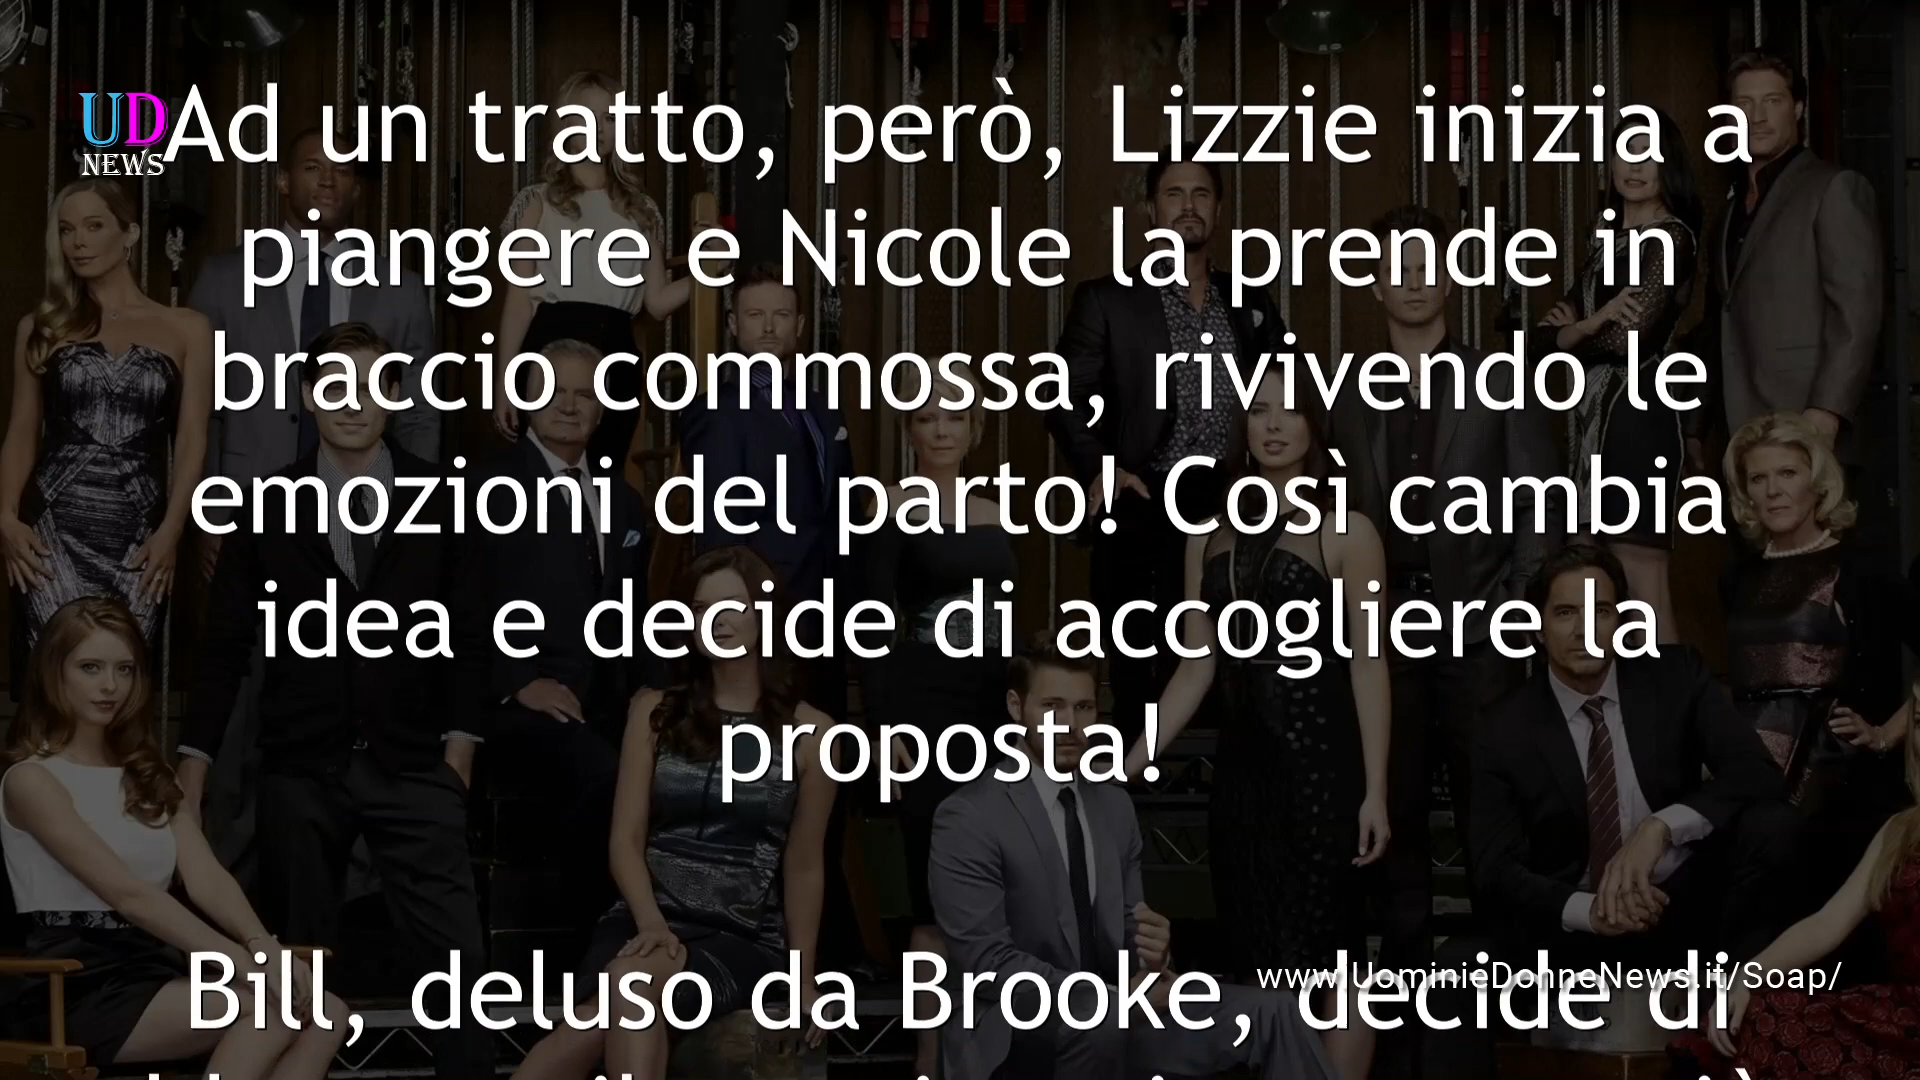 UD
NEWS
Ad un tratto, però, Lizzie inizia a
piangere e Nicole la prende in
braccio commossa, rivivendo le
emozioni del parto! Così cambia
idea e decide di accogliere la
proposta!
Bill, deluso da Brooke, decide di
www.UominieDonneNews.it/Soap/